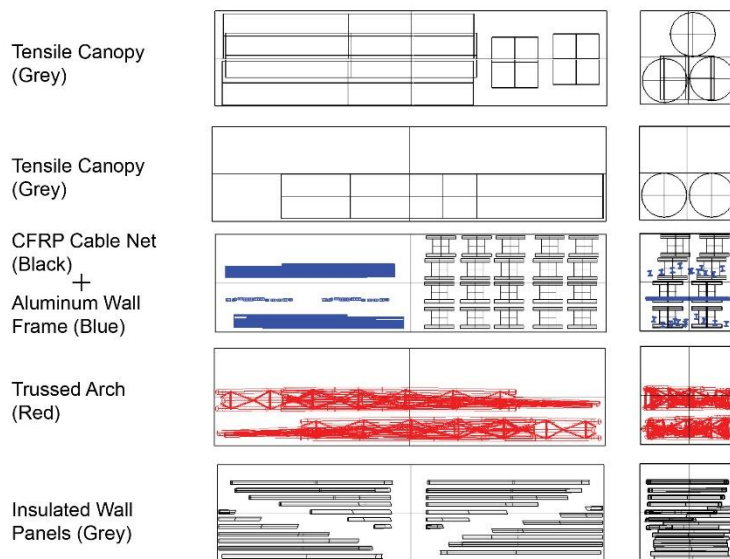 Tensile Canopy
(Grey)
Tensile Canopy
(Grey)
CFRP Cable Net
(Black)
+
Aluminum Wall
Frame (Blue)
Trussed Arch
(Red)
Insulated Wall
Panels (Grey)